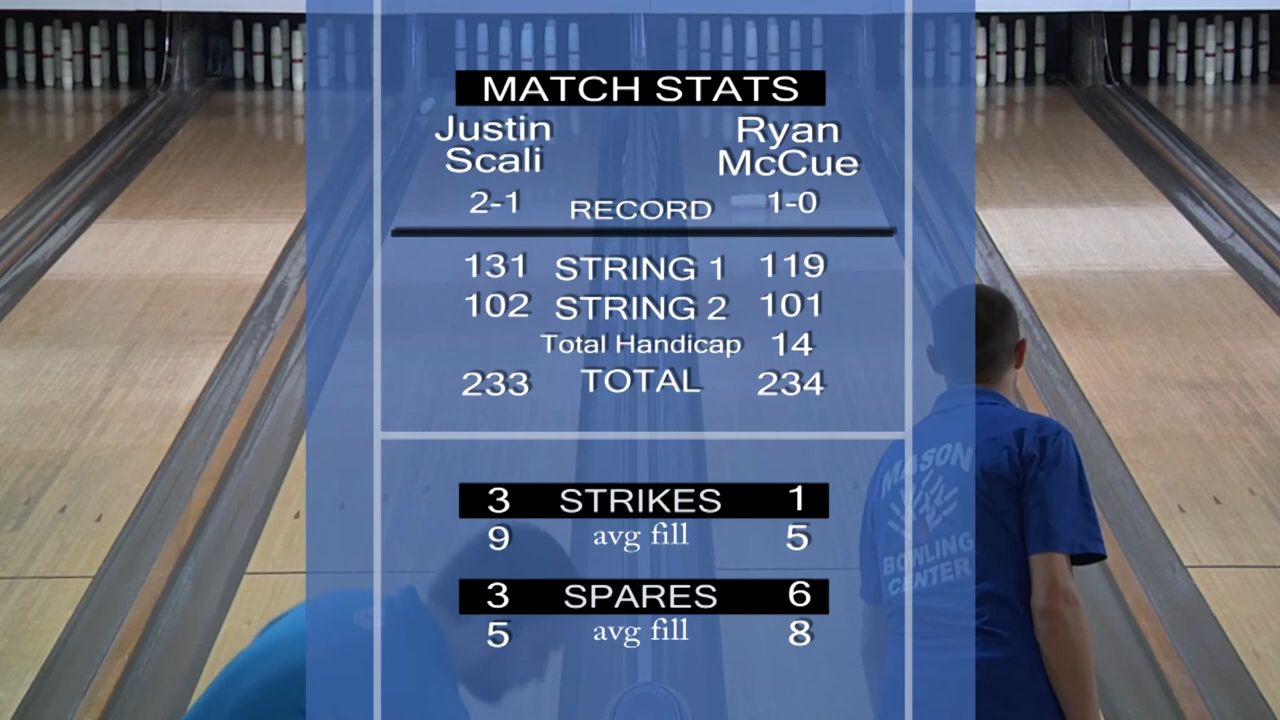 MATCH STATS
Justin Scali
Ryan McCue
2-1 RECORD 1-0
131 STRING 1 119
102 STRING 2 101
Total Handicap 14
233 TOTAL 234
3 STRIKES 1
9 avg fill 5
3 SPARES 6
5 avg fill 8
MASON
BOWLING
CENTER